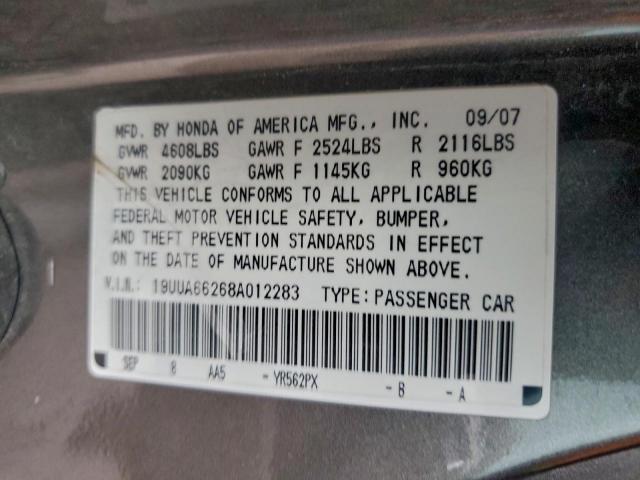 MFD. BY HONDA OF AMERICA MFG., INC. 09/07
GVWR 4608LBS GAWR F 2524LBS R 2116LBS
GVWR 2090KG GAWR F 1145KG R 960KG
THIS VEHICLE CONFORMS TO ALL APPLICABLE
FEDERAL MOTOR VEHICLE SAFETY, BUMPER,
AND THEFT PREVENTION STANDARDS IN EFFECT
ON THE DATE OF MANUFACTURE SHOWN ABOVE.
V.I.N.: 19UUA66268A012283 TYPE: PASSENGER CAR
SEP 8 AA5 - YR562PX - B - A